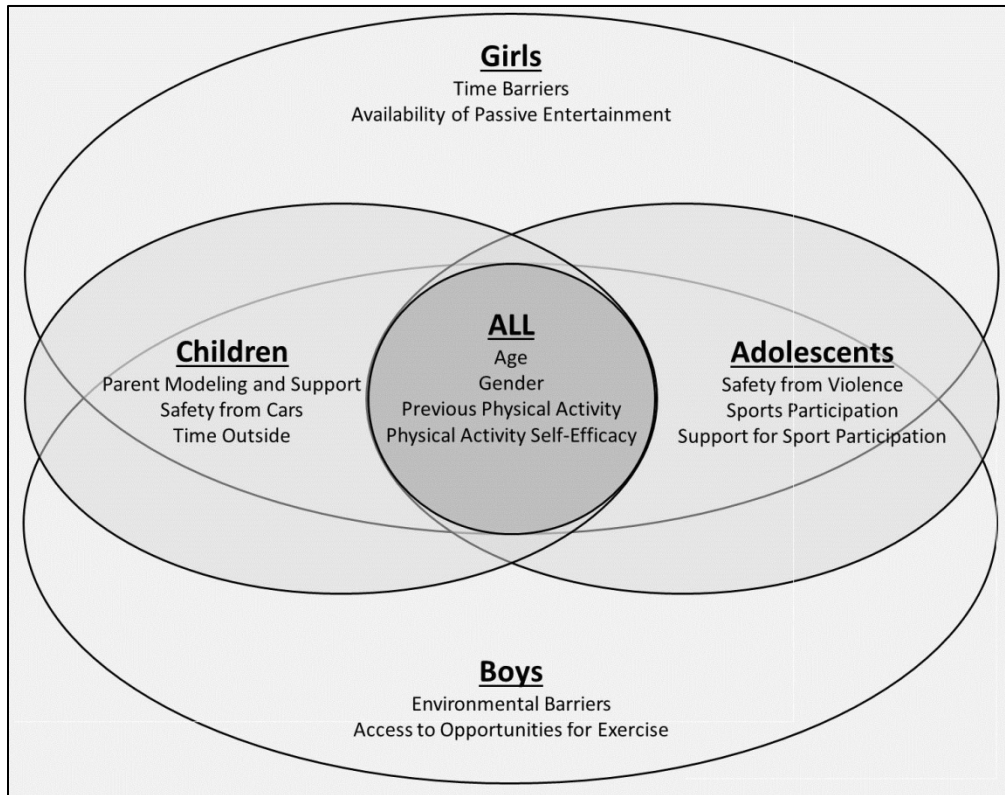 Girls
Time Barriers
Availability of Passive Entertainment
Children
Parent Modeling and Support
Safety from Cars
Time Outside
ALL
Age
Gender
Previous Physical Activity
Physical Activity Self-Efficacy
Adolescents
Safety from Violence
Sports Participation
Support for Sport Participation
Boys
Environmental Barriers
Access to Opportunities for Exercise